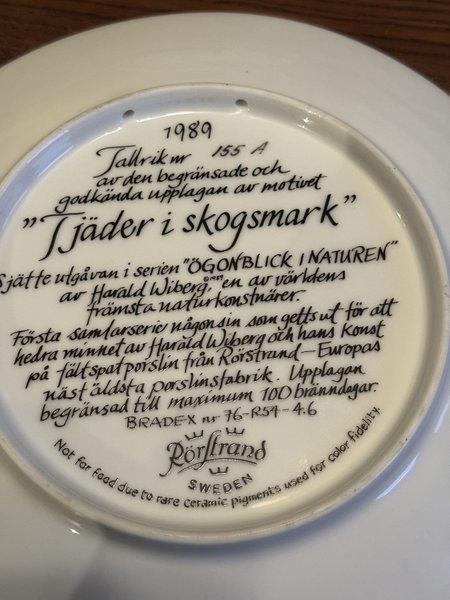 1989
Tallrik nr 155 A
av den begränsade och
godkända upplagan av motivet
"Tjäder i skogsmark"
Sjätte utgåvan i serien "ÖGONBLICK I NATUREN"
av Harald Wiberg, en av världens
främsta naturkonstnärer.
Första samlarserie någonsin som getts ut för att
hedra minnet av Harald Wiberg och hans konst
på fältspatporslin från Rörstrand – Europas
näst äldsta porslinsfabrik. Upplagan
begränsad till maximum 100 bränndagar.
BRADEX nr 76-R54-4.6
Rörstrand
SWEDEN
Not for food due to rare ceramic pigments used for color fidelity.